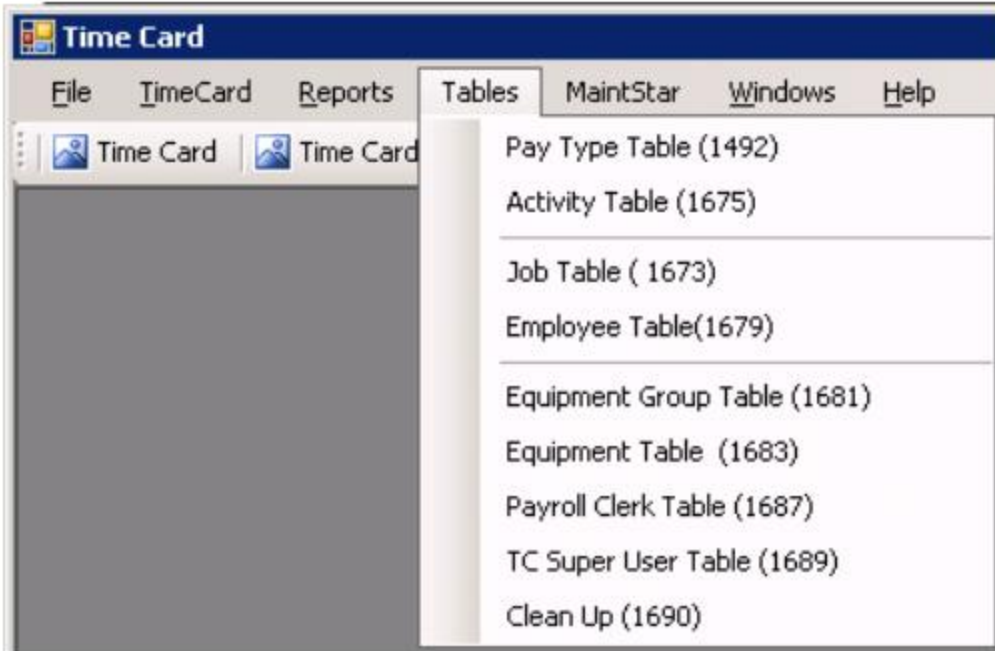 Time Card
File TimeCard Reports Tables MaintStar Windows Help
Time Card Time Card
Pay Type Table (1492)
Activity Table (1675)
Job Table ( 1673)
Employee Table(1679)
Equipment Group Table (1681)
Equipment Table (1683)
Payroll Clerk Table (1687)
TC Super User Table (1689)
Clean Up (1690)